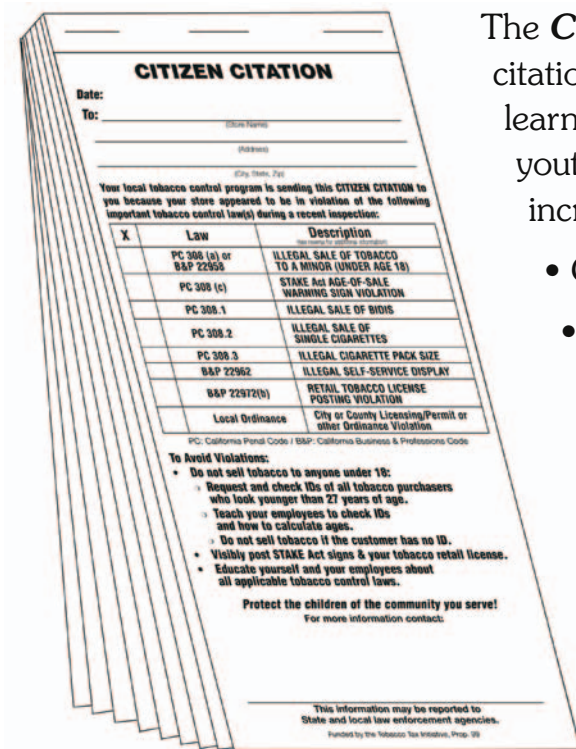 CITIZEN CITATION
Date:
To:
(Store Name)
(Address)
(City, State, Zip)
Your local tobacco control program is sending this CITIZEN CITATION to
you because your store appeared to be in violation of the following
important tobacco control law(s) during a recent inspection:
X Law Description
(see reverse for additional information)
PC 308 (a) or
B&P 22958
ILLEGAL SALE OF TOBACCO
TO A MINOR (UNDER AGE 18)
PC 308 (c)
STAKE Act AGE-OF-SALE
WARNING SIGN VIOLATION
PC 308.1 ILLEGAL SALE OF BIDIS
PC 308.2
ILLEGAL SALE OF
SINGLE CIGARETTES
PC 308.3 ILLEGAL CIGARETTE PACK SIZE
B&P 22962 ILLEGAL SELF-SERVICE DISPLAY
B&P 22972(b)
RETAIL TOBACCO LICENSE
POSTING VIOLATION
Local Ordinance
City or County Licensing/Permit or
other Ordinance Violation
PC: California Penal Code / B&P: California Business & Professions Code
To Avoid Violations:
• Do not sell tobacco to anyone under 18:
○ Request and check IDs of all tobacco purchasers
who look younger than 27 years of age.
○ Teach your employees to check IDs
and how to calculate ages.
○ Do not sell tobacco if the customer has no ID.
• Visibly post STAKE Act signs & your tobacco retail license.
• Educate yourself and your employees about
all applicable tobacco control laws.
Protect the children of the community you serve!
For more information contact:
This information may be reported to
State and local law enforcement agencies.
Funded by the Tobacco Tax Initiative, Prop. 99
The C
citatio
learn
yout
incr
•
•